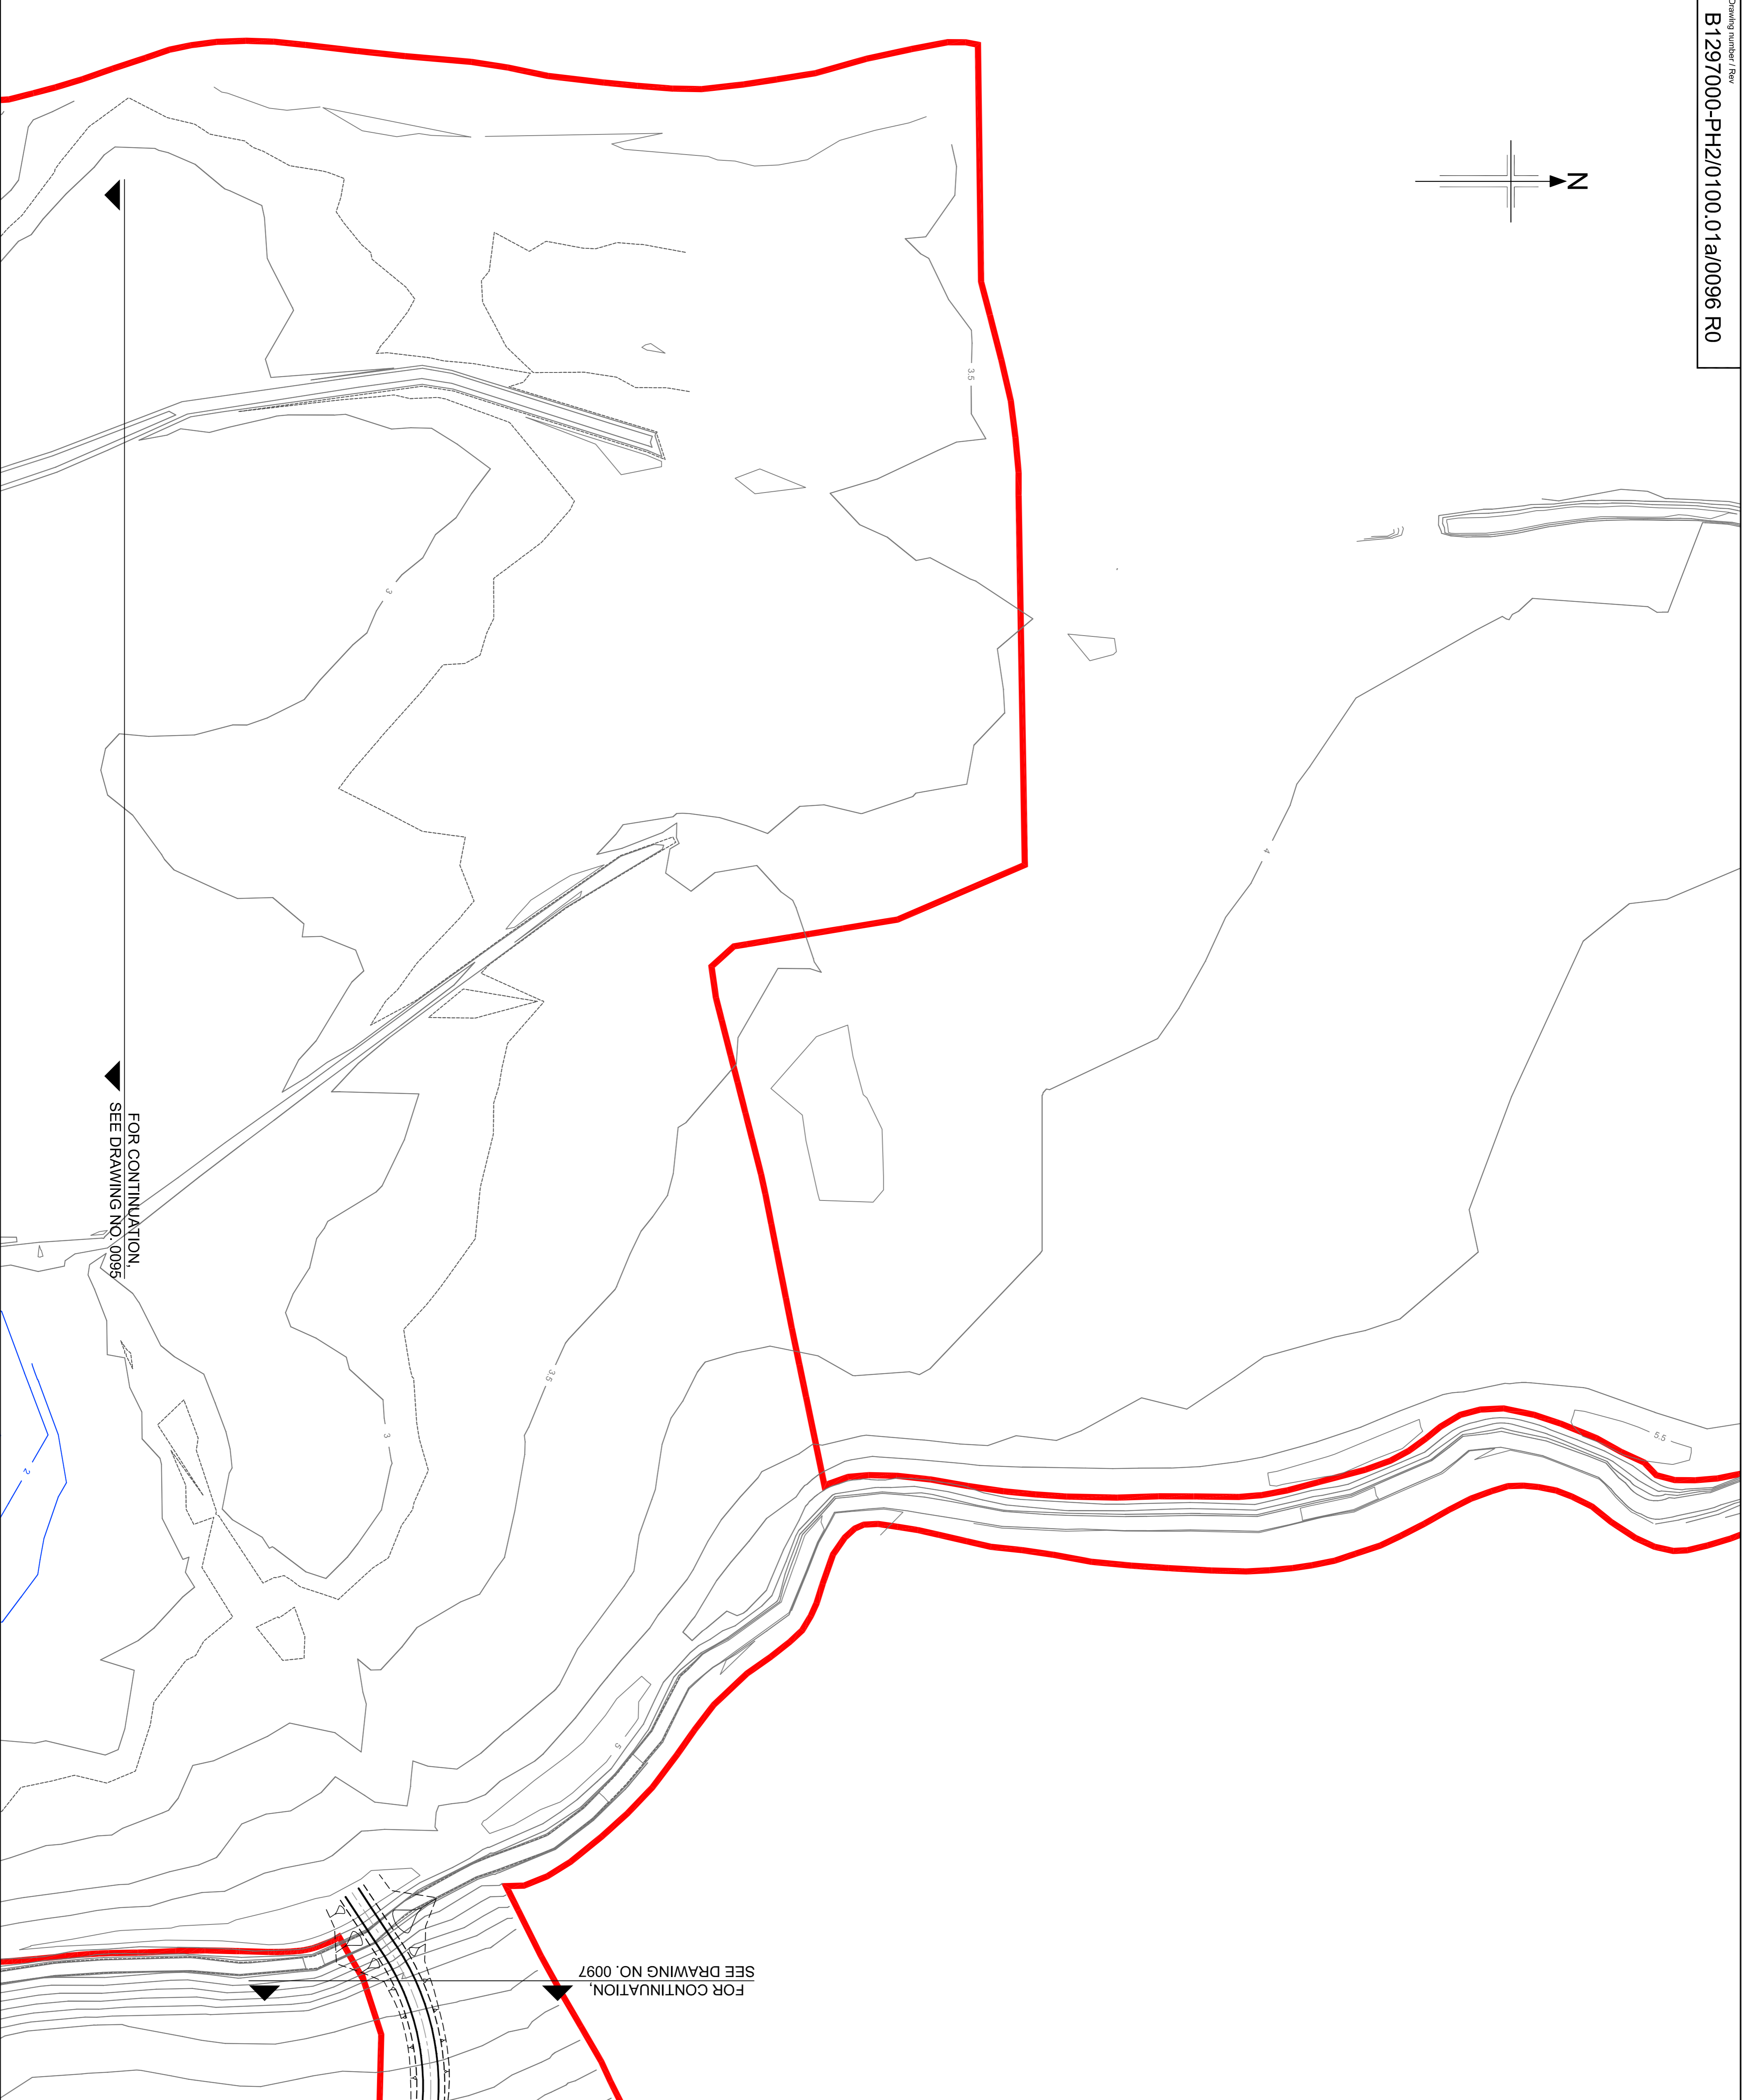 Drawing number / Rev
B1297000-PH2/0100.01a/0096 R0
N
3.5
3
4
FOR CONTINUATION,
SEE DRAWING NO. 0095
3.5
3
2
5.5
5
FOR CONTINUATION,
SEE DRAWING NO. 0097